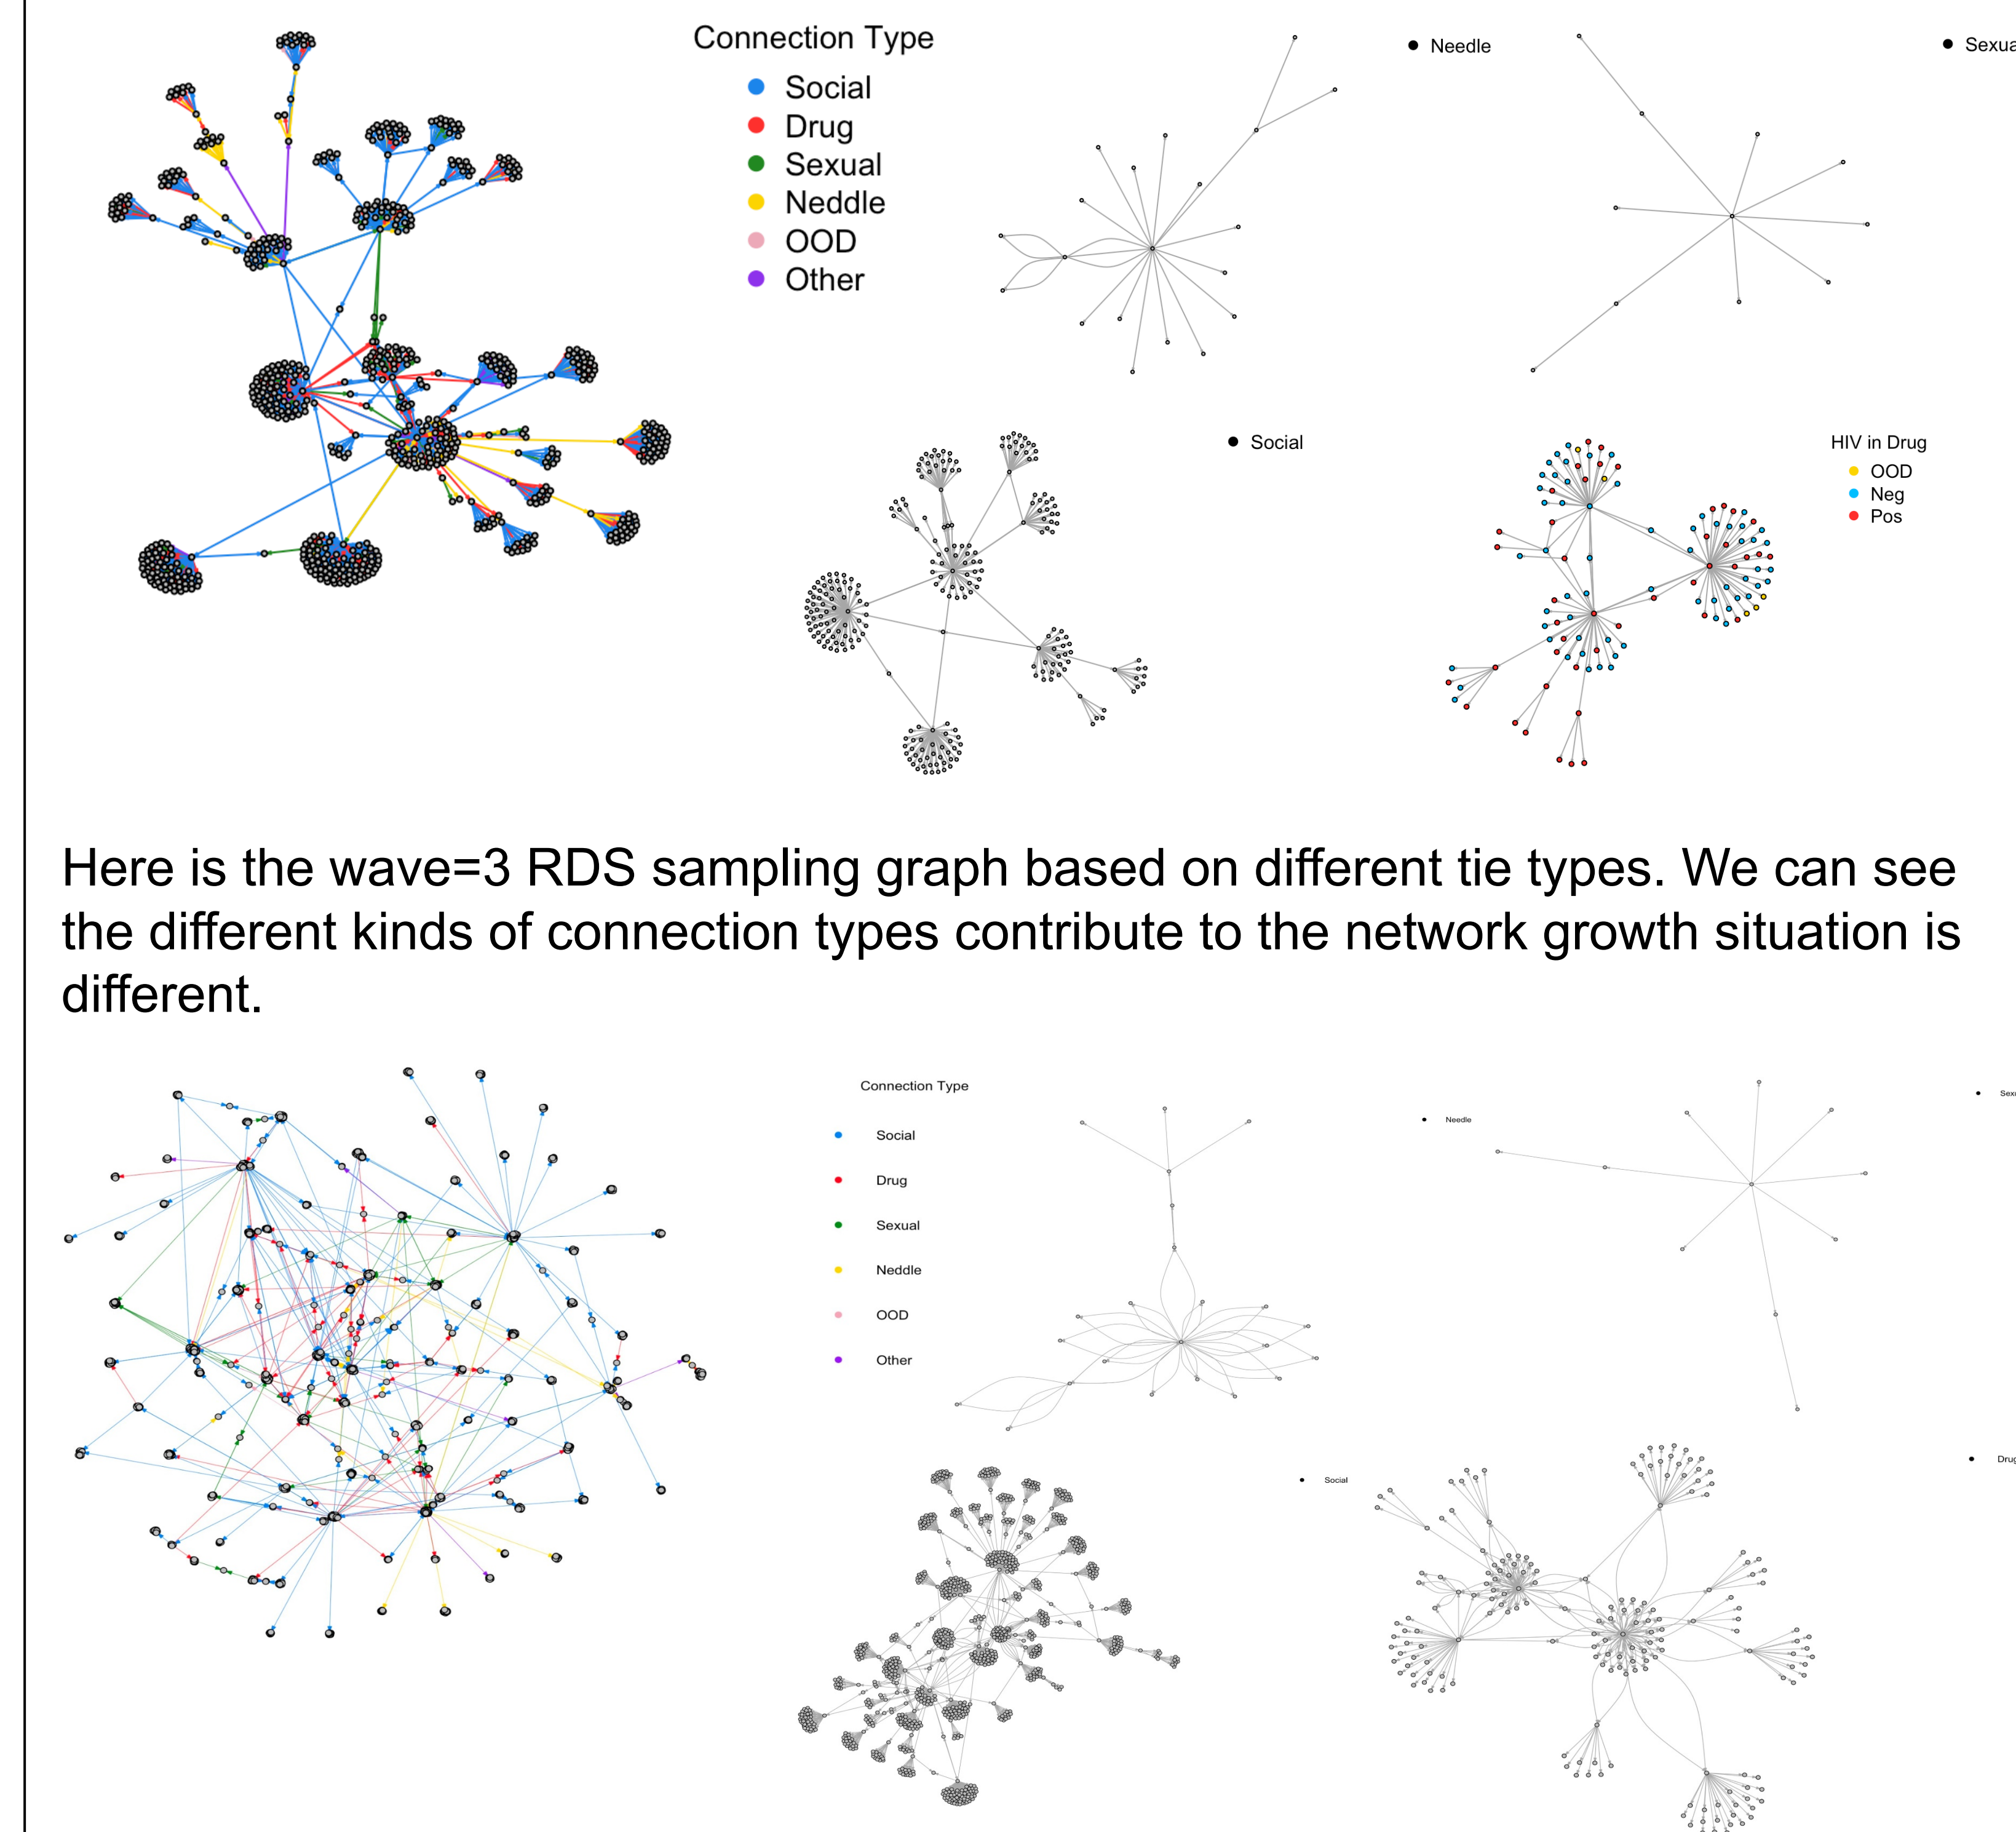 Connection Type
Social
Drug
Sexual
Neddle
OOD
Other
Needle
Social
HIV in Drug
OOD
Neg
Pos
Here is the wave=3 RDS sampling graph based on different tie types. We can see
the different kinds of connection types contribute to the network growth situation is
different.
Connection Type
Social
Drug
Sexual
Neddle
OOD
Other
Needle
Social